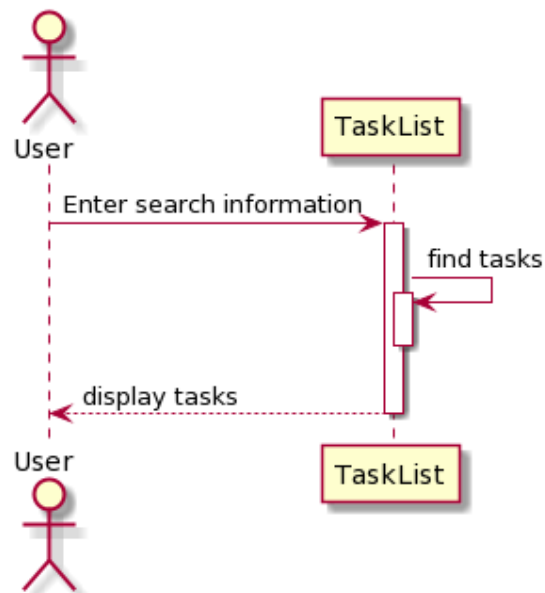 User
TaskList
Enter search information
find tasks
display tasks
User
TaskList